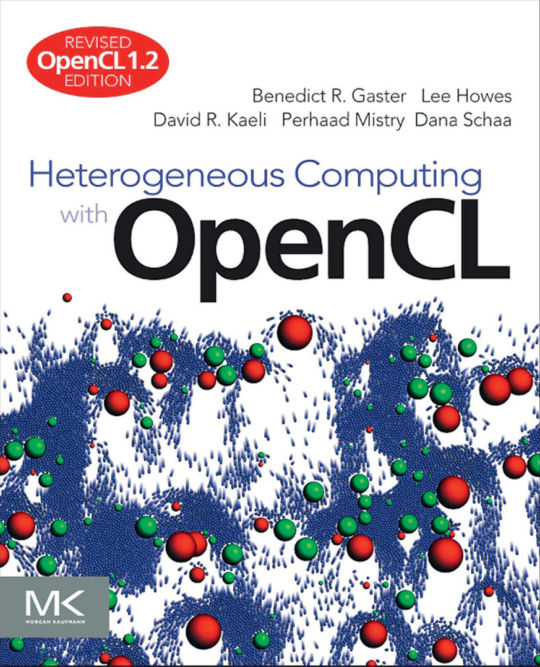 REVISED
OpenCL 1.2
EDITION
Benedict R. Gaster Lee Howes
David R. Kaeli Perhaad Mistry Dana Schaa
Heterogeneous Computing
with OpenCL
MK
MORGAN KAUFMANN